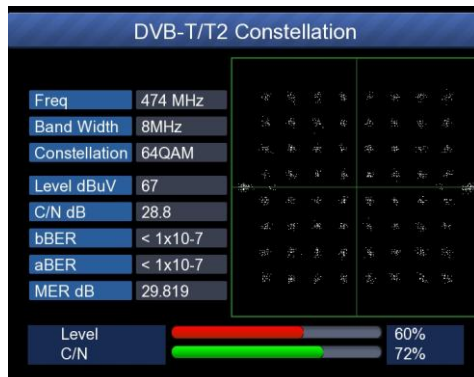 DVB-T/T2 Constellation
Freq 474 MHz
Band Width 8MHz
Constellation 64QAM
Level dBuV 67
C/N dB 28.8
bBER < 1x10-7
aBER < 1x10-7
MER dB 29.819
Level 60%
C/N 72%